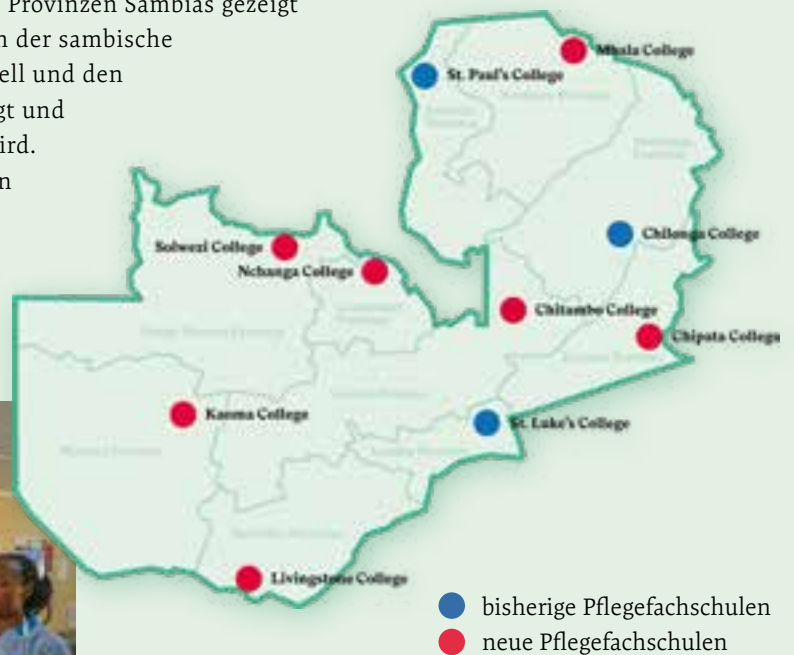 Provinzen Sambias gezeigt
n der sambische
ell und den
gt und
ird.
n
Mbala College
St. Paul's College
Chilonga College
Solwezi College
Nchanga College
Chitambo College
Chipata College
Kaoma College
St. Luke's College
Livingstone College
bisherige Pflegefachschulen
neue Pflegefachschulen